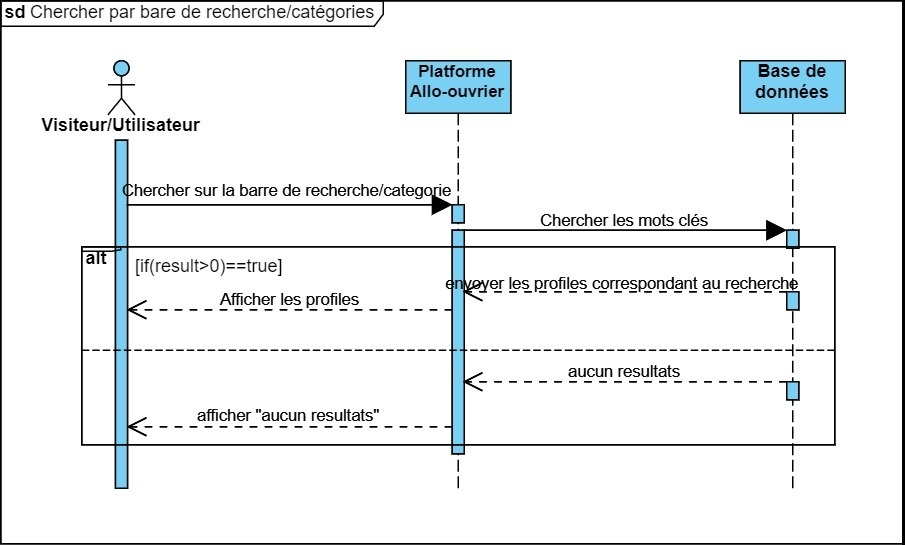 sd Chercher par bare de recherche/catégories
Visiteur/Utilisateur
Platforme
Allo-ouvrier
Base de
données
Chercher sur la barre de recherche/categorie
Chercher les mots clés
alt
[if(result>0)==true]
envoyer les profiles correspondant au recherche
Afficher les profiles
aucun resultats
afficher "aucun resultats"